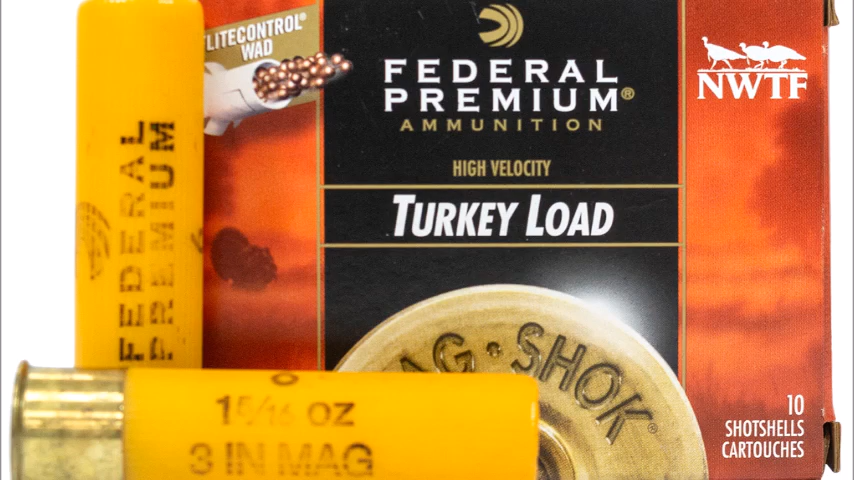 FLITECONTROL®
WAD
FEDERAL
PREMIUM®
AMMUNITION
HIGH VELOCITY
TURKEY LOAD
NWTF
MAG·SHOK®
10
SHOTSHELLS
CARTOUCHES
FEDERAL
PREMIUM
6
1 5/16 OZ
3 IN MAG